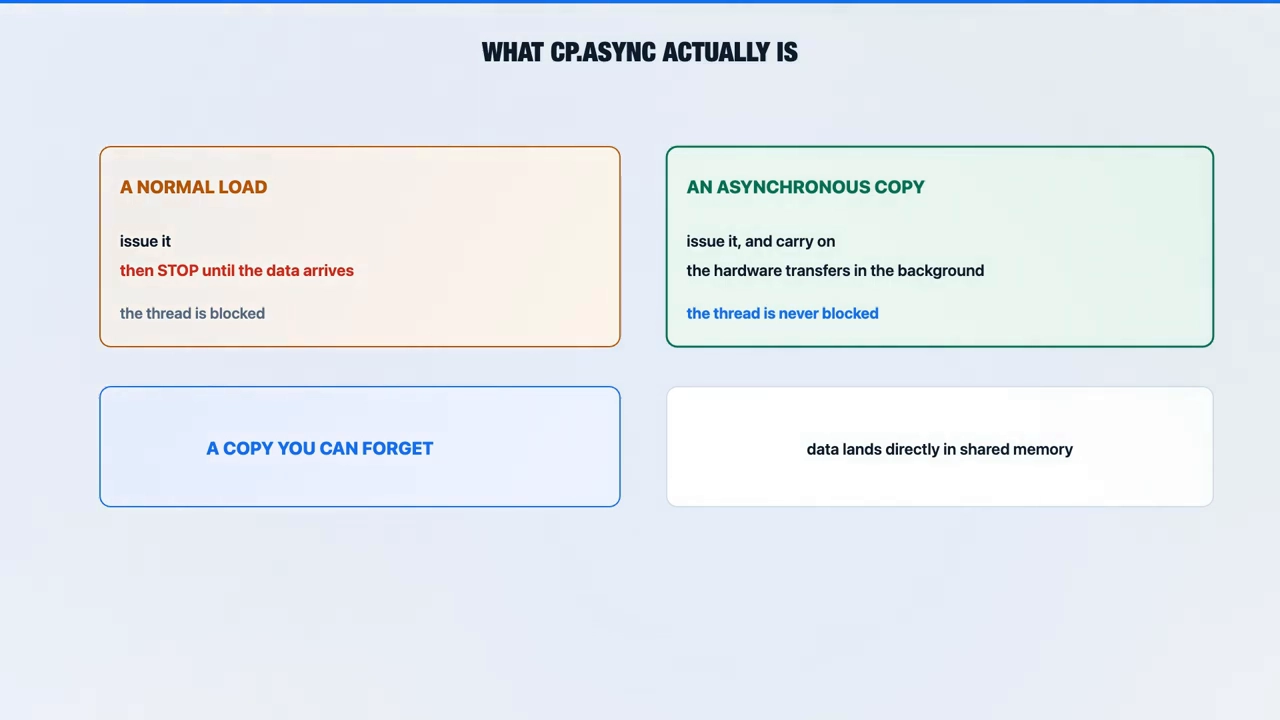 WHAT CP.ASYNC ACTUALLY IS
A NORMAL LOAD
issue it
then STOP until the data arrives
the thread is blocked
AN ASYNCHRONOUS COPY
issue it, and carry on
the hardware transfers in the background
the thread is never blocked
A COPY YOU CAN FORGET
data lands directly in shared memory